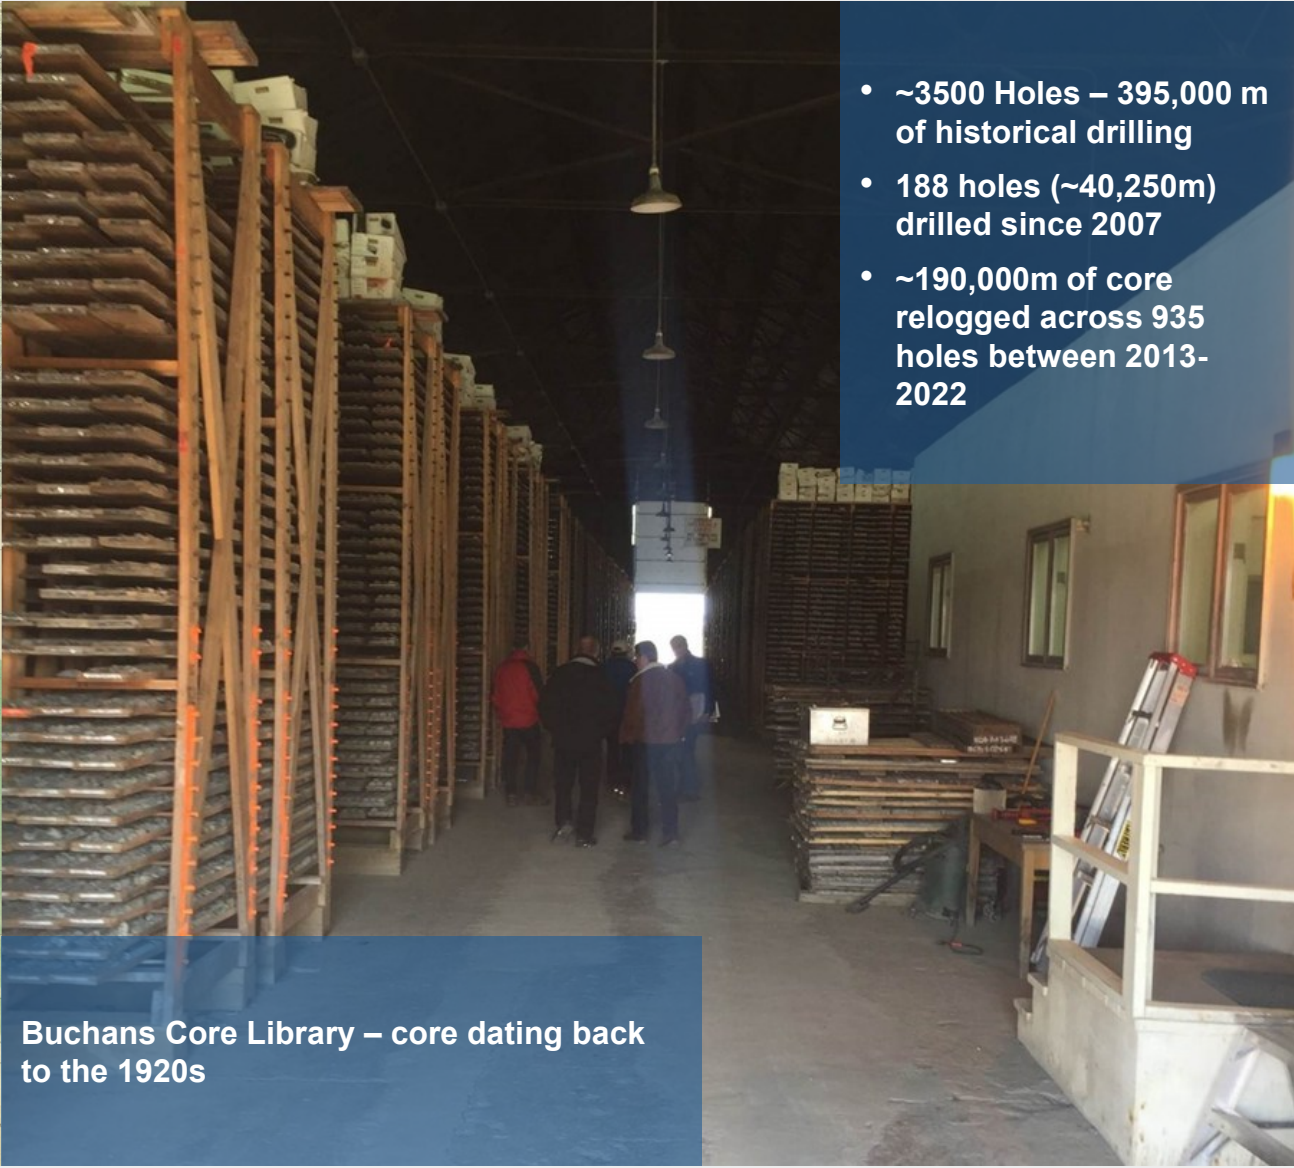 • ~3500 Holes – 395,000 m
of historical drilling
• 188 holes (~40,250m)
drilled since 2007
• ~190,000m of core
relogged across 935
holes between 2013-
2022
Buchans Core Library – core dating back
to the 1920s